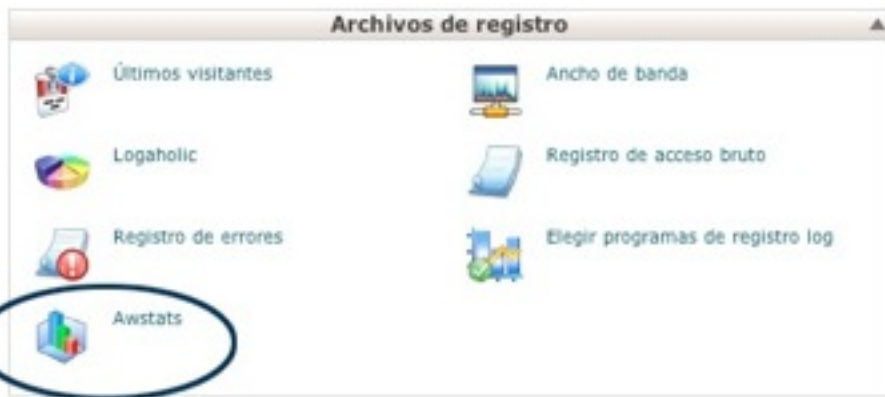 Archivos de registro
Últimos visitantes
Ancho de banda
Logaholic
Registro de acceso bruto
Registro de errores
Elegir programas de registro log
Awstats